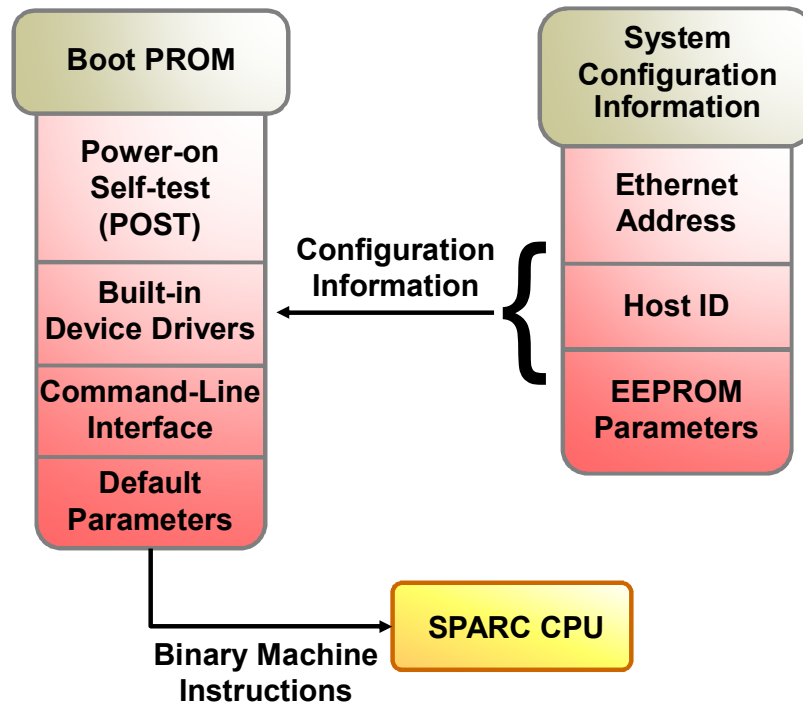 Boot PROM
Power-on
Self-test
(POST)
Built-in
Device Drivers
Command-Line
Interface
Default
Parameters
Configuration
Information
{
System
Configuration
Information
Ethernet
Address
Host ID
EEPROM
Parameters
Binary Machine
Instructions
SPARC CPU